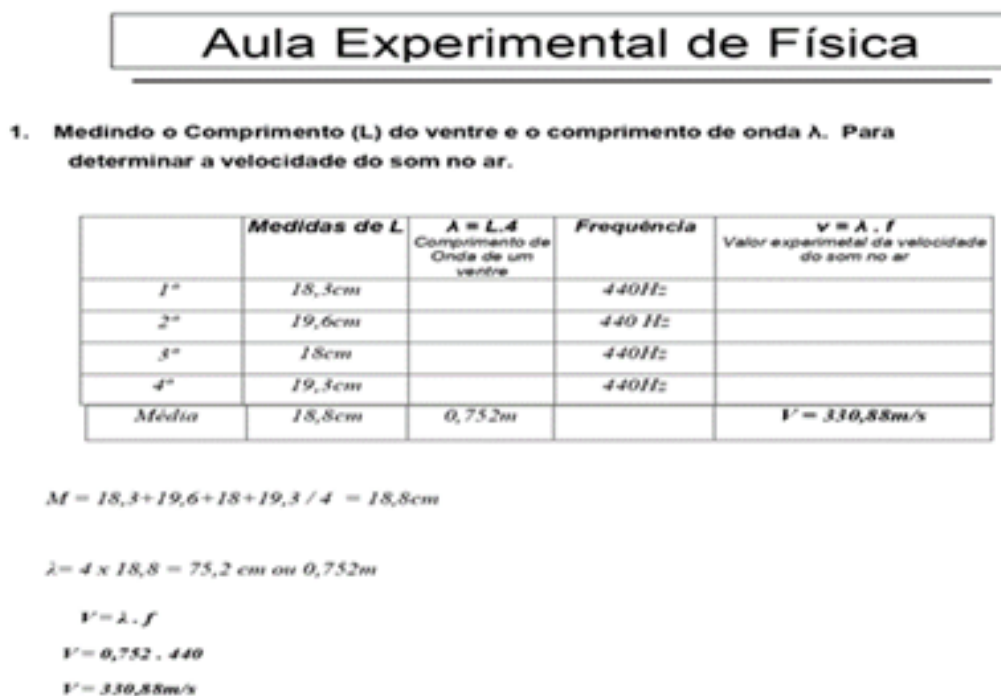 Aula Experimental de Física
1. Medindo o Comprimento (L) do ventre e o comprimento de onda λ. Para
determinar a velocidade do som no ar.
Medidas de L λ = L.4 Frequência v = λ . f
Comprimento de Onda de um ventre Valor experimetal da velocidade do som no ar
1ª 18,3cm 440Hz
2ª 19,6cm 440 Hz
3ª 18cm 440Hz
4ª 19,3cm 440Hz
Média 18,8cm 0,752m V = 330,88m/s
M = 18,3+19,6+18+19,3 / 4 = 18,8cm
λ= 4 x 18,8 = 75,2 cm ou 0,752m
V = λ . f
V = 0,752 . 440
V = 330,88m/s